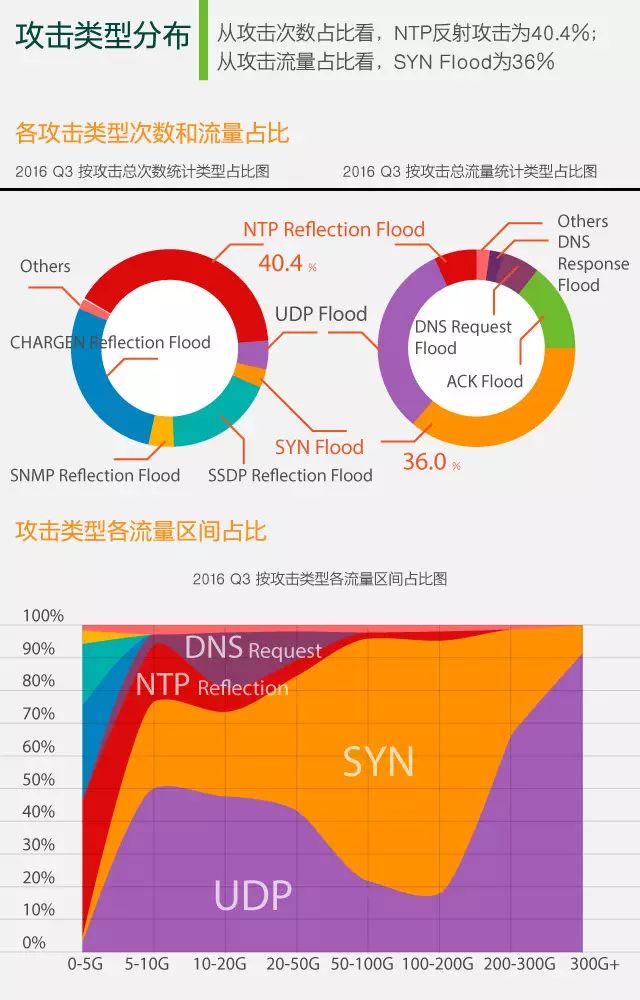 攻击类型分布
从攻击次数占比看，NTP反射攻击为40.4%；
从攻击流量占比看，SYN Flood为36%
各攻击类型次数和流量占比
2016 Q3 按攻击总次数统计类型占比图
2016 Q3 按攻击总流量统计类型占比图
NTP Reflection Flood
40.4 %
Others
CHARGEN Reflection Flood
SNMP Reflection Flood
SSDP Reflection Flood
UDP Flood
SYN Flood
36.0 %
Others
DNS
Response
Flood
DNS Request
Flood
ACK Flood
攻击类型各流量区间占比
2016 Q3 按攻击类型各流量区间占比图
100%
90%
80%
70%
60%
50%
40%
30%
20%
10%
0%
DNS Request
NTP Reflection
SYN
UDP
0-5G 5-10G 10-20G 20-50G 50-100G 100-200G 200-300G 300G+